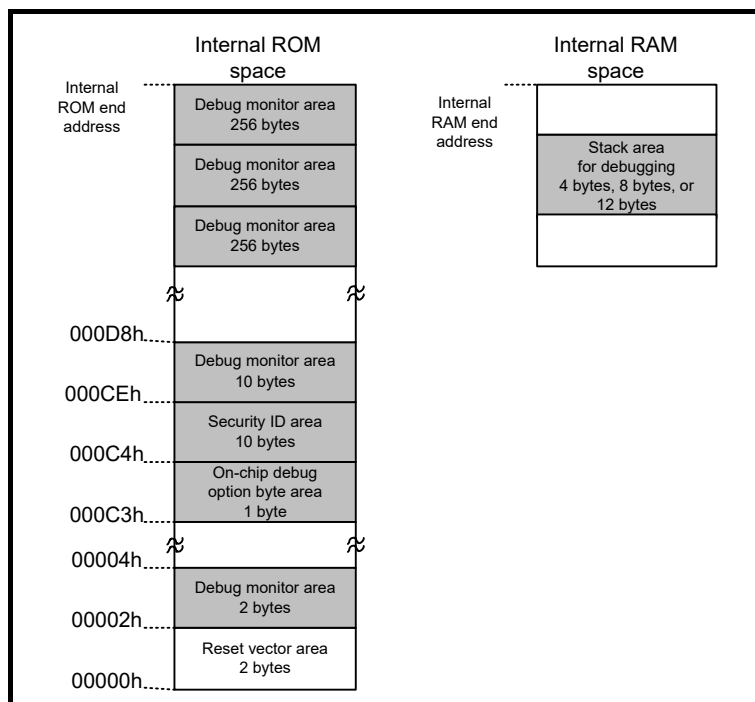 Internal ROM
space
Internal
ROM end
address
Debug monitor area
256 bytes
Debug monitor area
256 bytes
Debug monitor area
256 bytes
000D8h
Debug monitor area
10 bytes
000CEh
Security ID area
10 bytes
000C4h
On-chip debug
option byte area
1 byte
000C3h
00004h
Debug monitor area
2 bytes
00002h
Reset vector area
2 bytes
00000h
Internal RAM
space
Internal
RAM end
address
Stack area
for debugging
4 bytes, 8 bytes, or
12 bytes